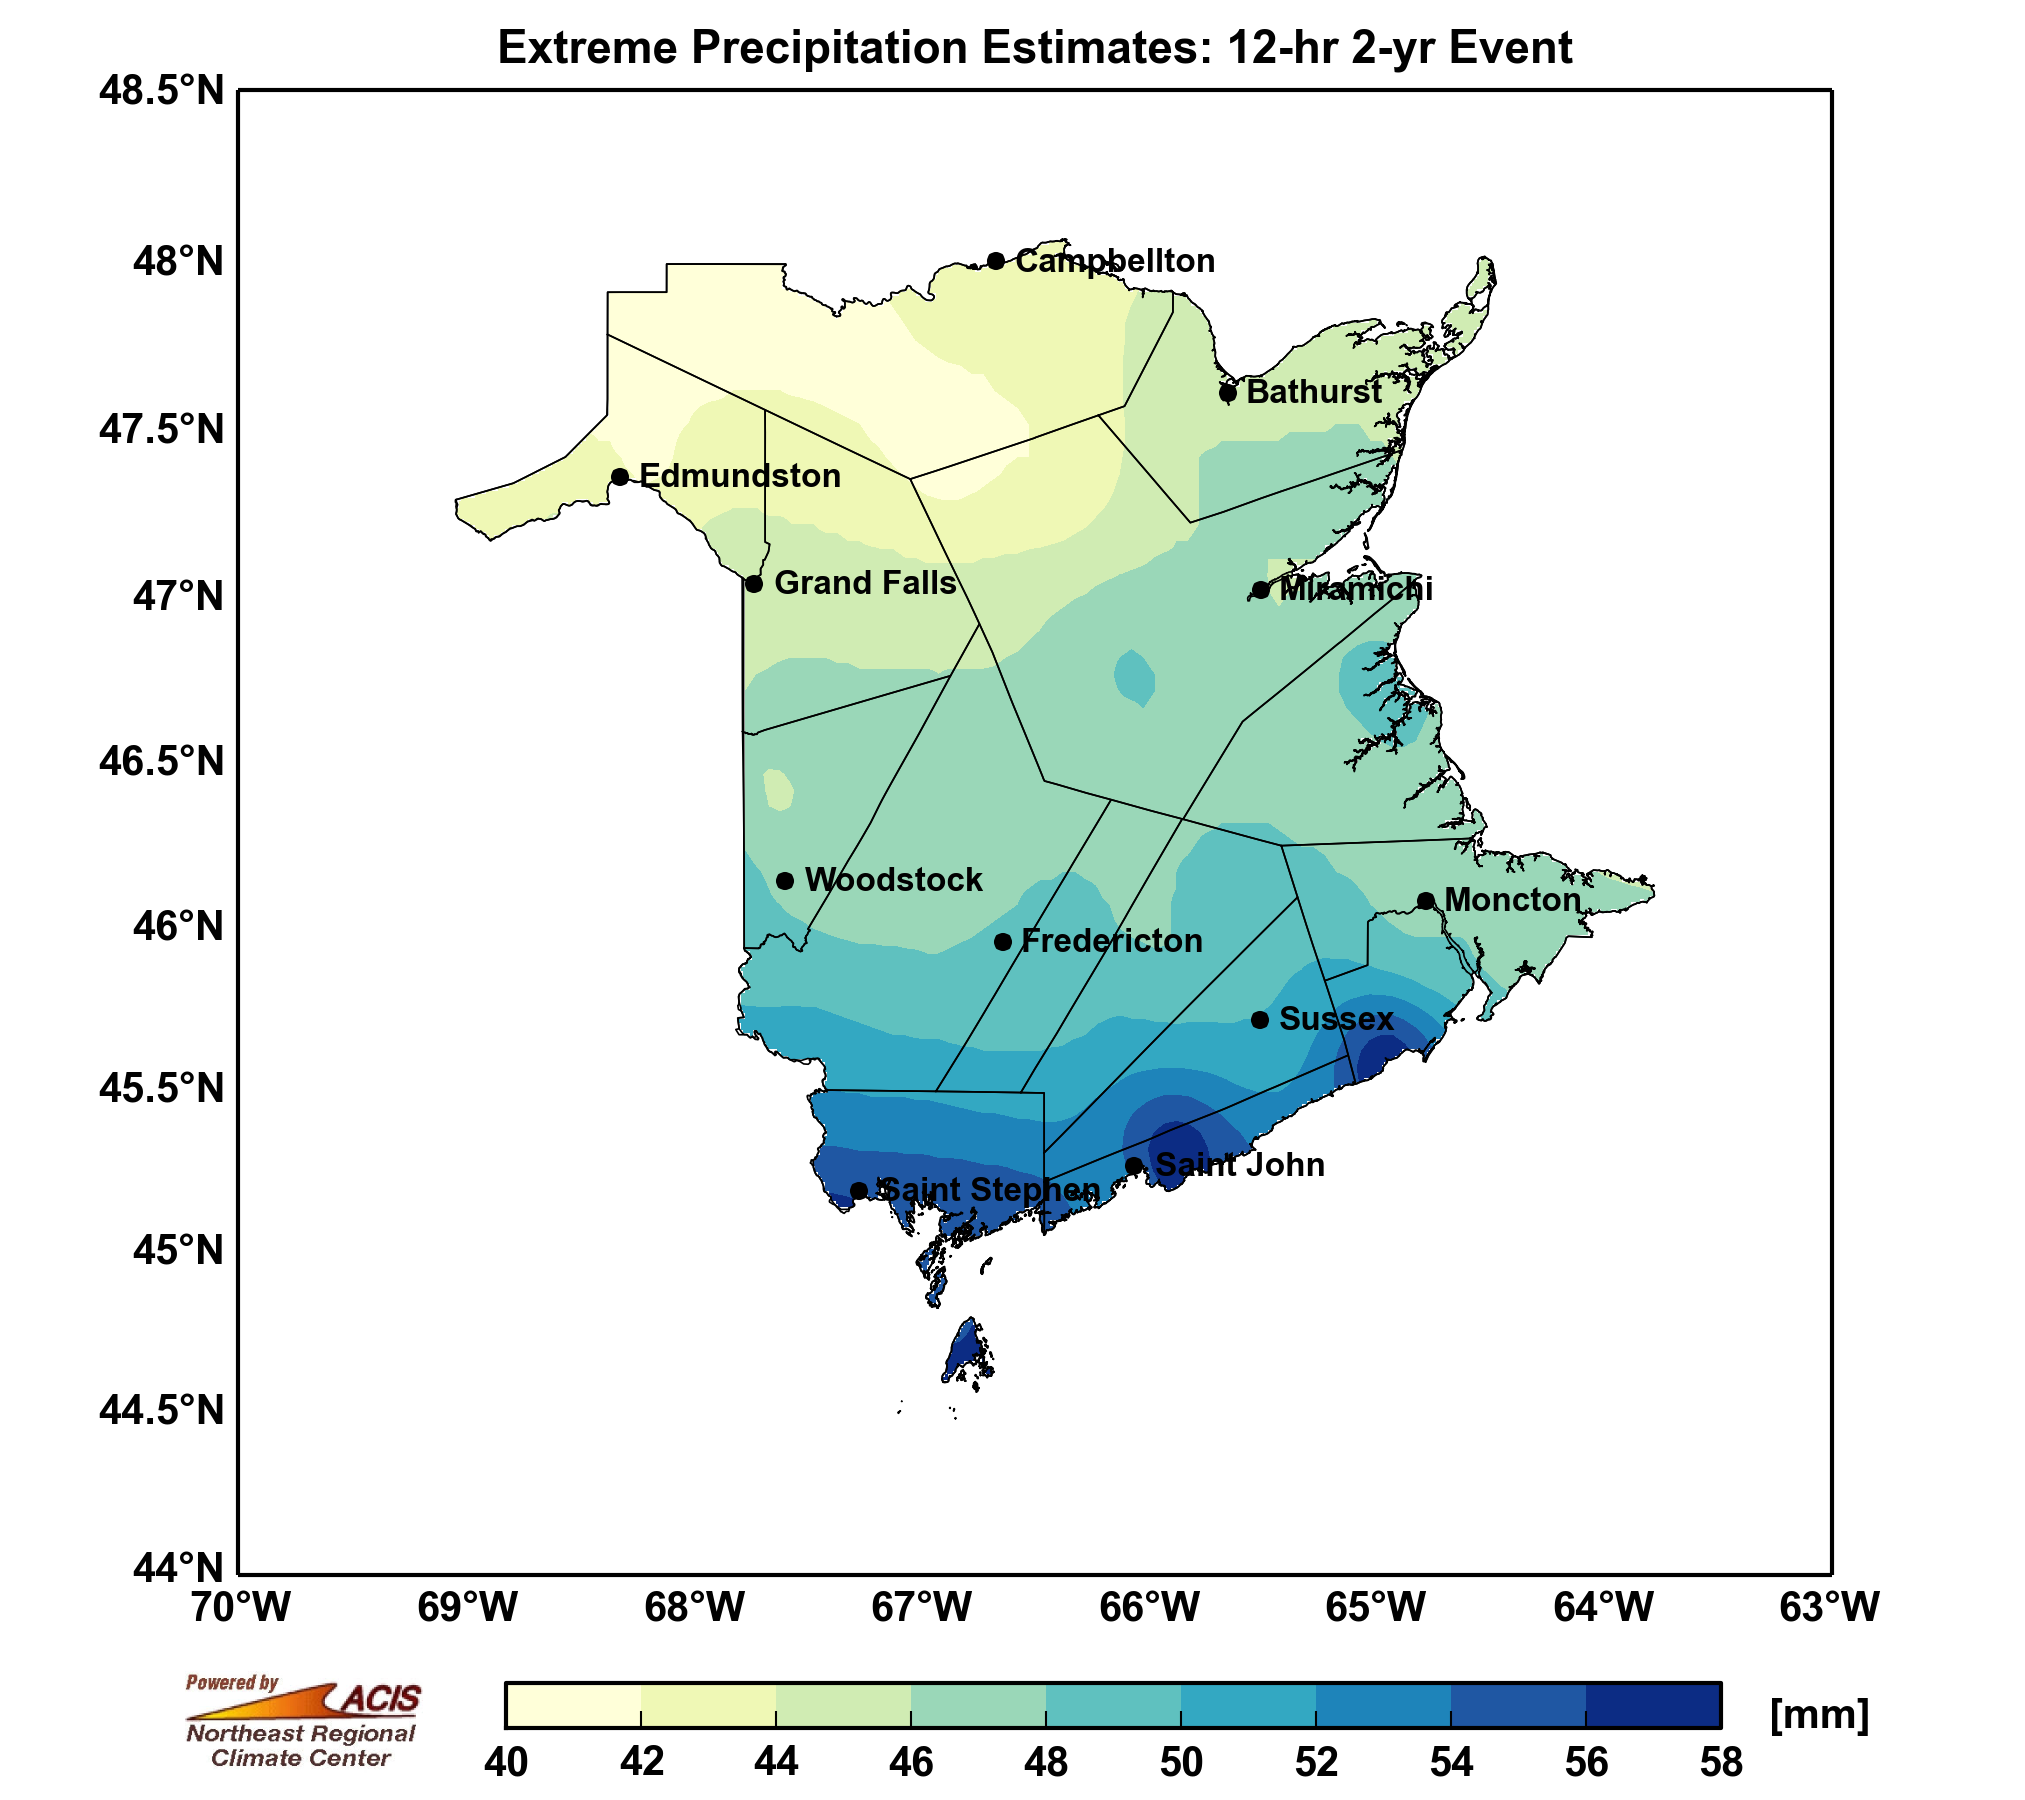 Extreme Precipitation Estimates: 12-hr 2-yr Event
48.5°N
48°N
47.5°N
47°N
46.5°N
46°N
45.5°N
45°N
44.5°N
44°N
Campbellton
Bathurst
Edmundston
Grand Falls
Miramichi
Woodstock
Moncton
Fredericton
Sussex
Saint John
Saint Stephen
70°W 69°W 68°W 67°W 66°W 65°W 64°W 63°W
Powered by
ACIS
Northeast Regional
Climate Center
[mm]
40 42 44 46 48 50 52 54 56 58